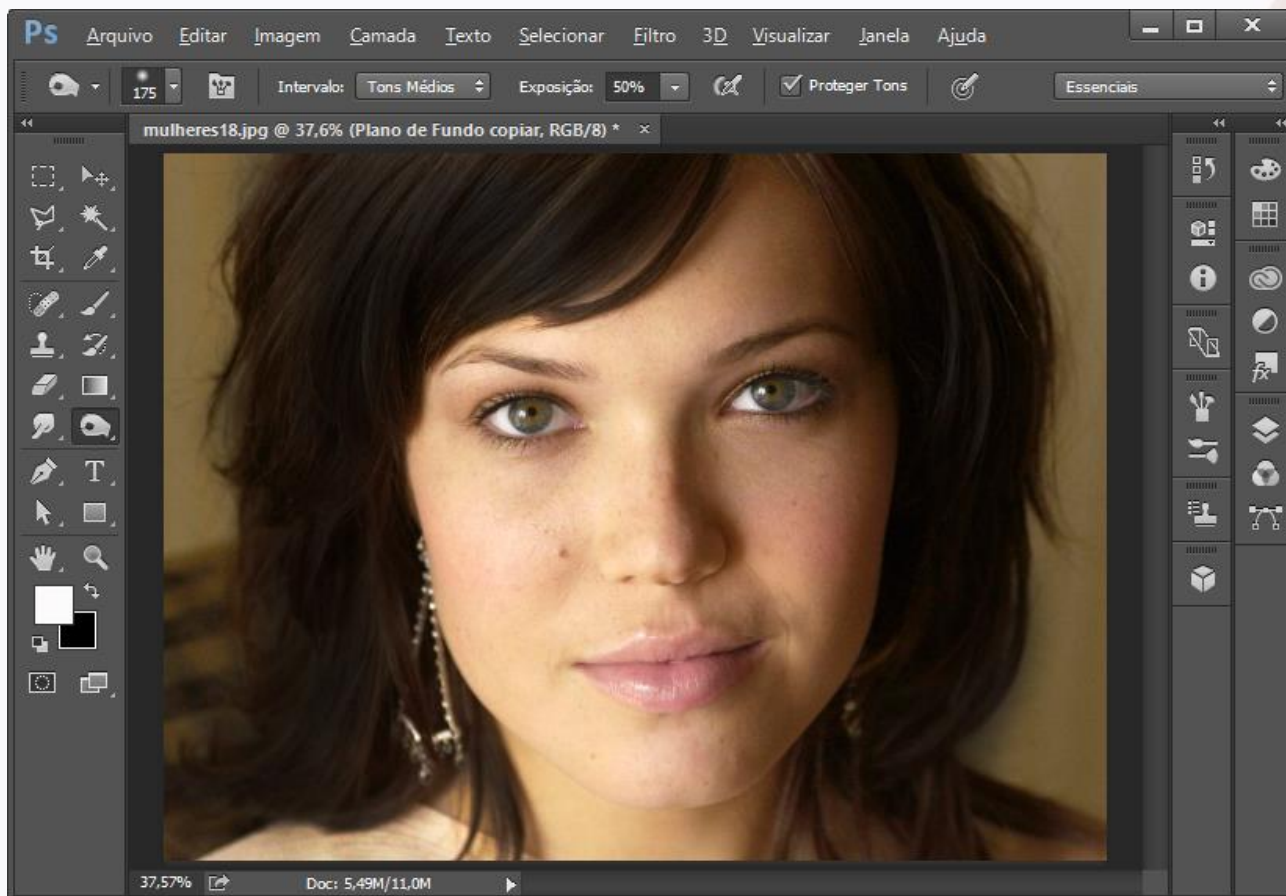 Ps Arquivo Editar Imagem Camada Texto Selecionar Filtro 3D Visualizar Janela Ajuda
175 Intervalo: Tons Médios Exposição: 50% Proteger Tons Essenciais
mulheres18.jpg @ 37,6% (Plano de Fundo copiar, RGB/8) * ×
T
fx
37,57% Doc: 5,49M/11,0M